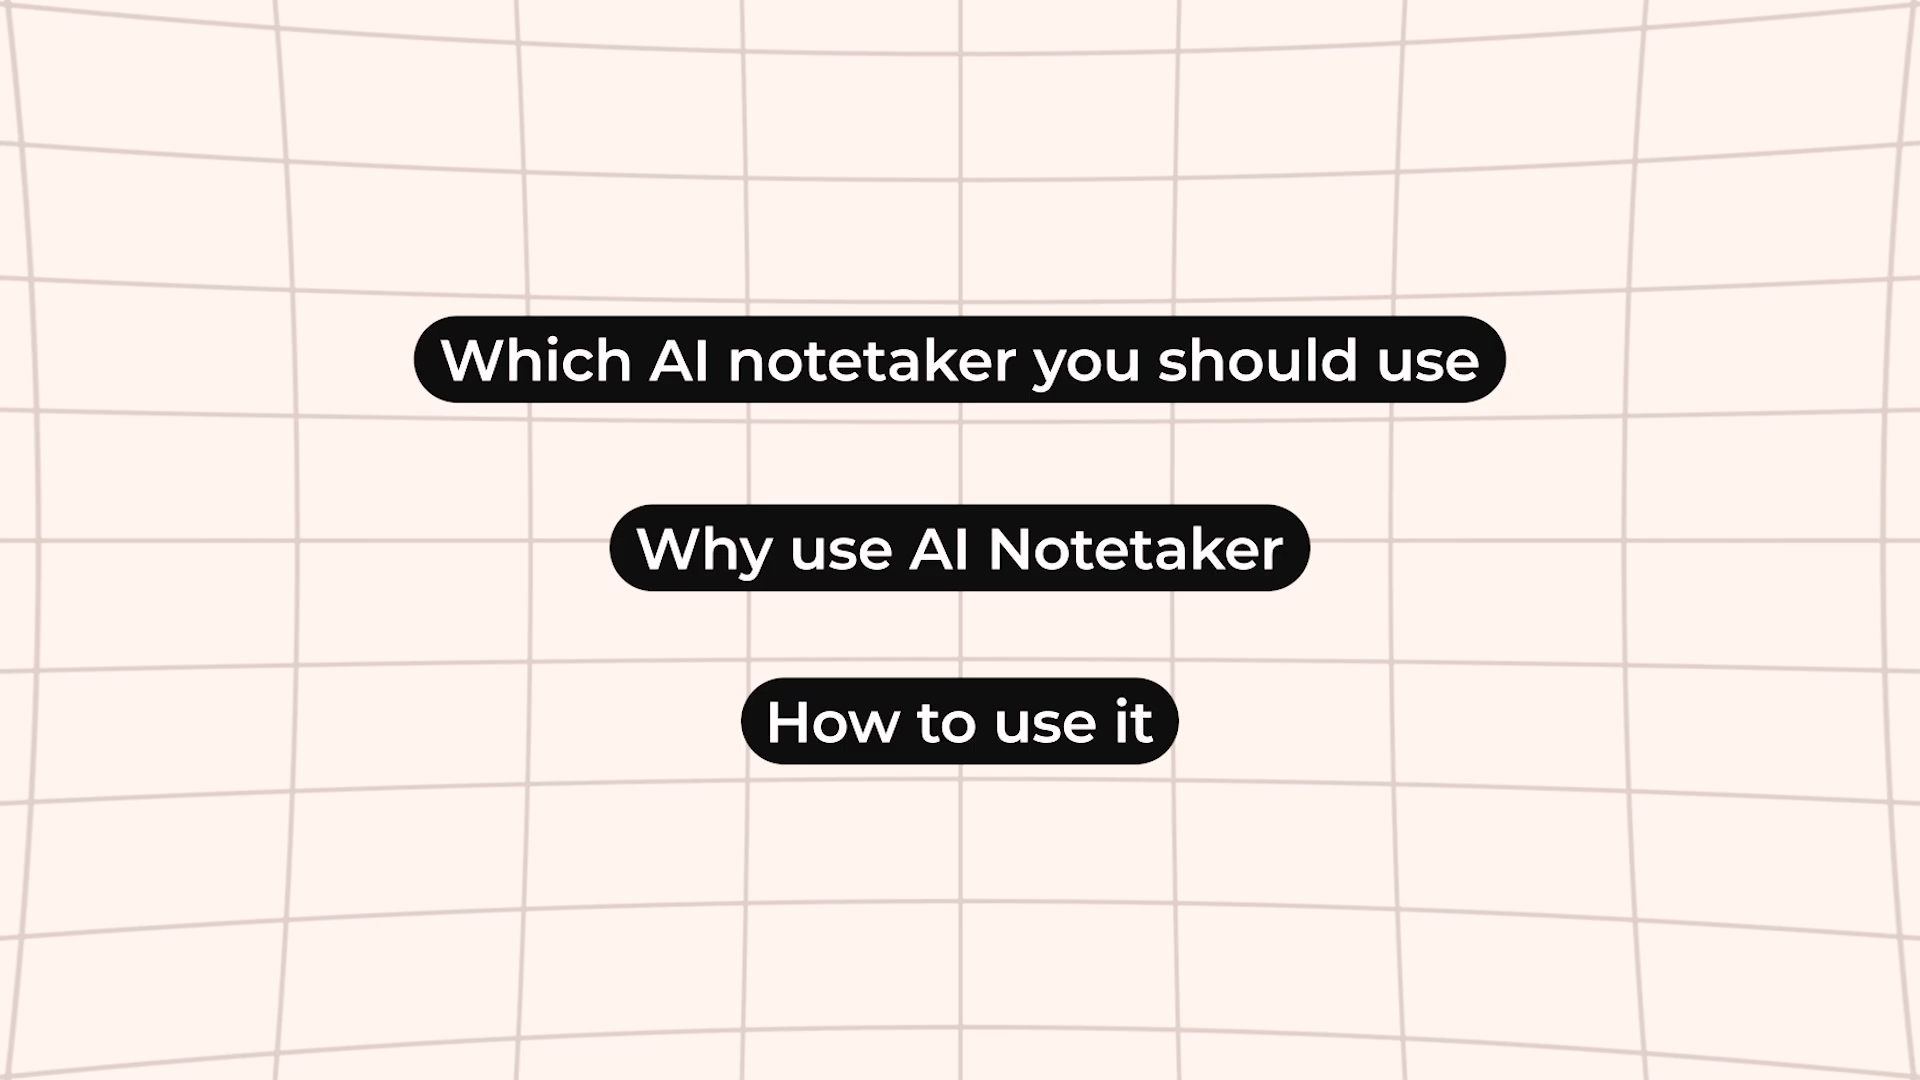 Which AI notetaker you should use
Why use AI Notetaker
How to use it